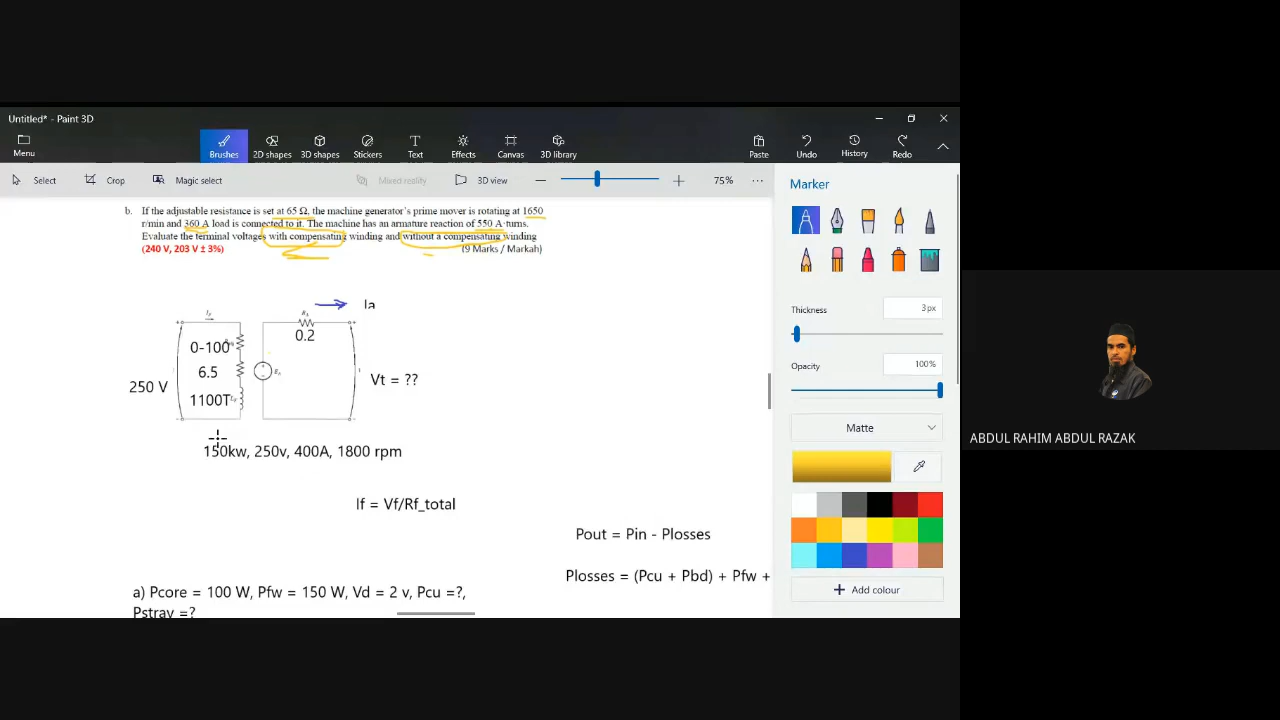 Untitled* - Paint 3D
Menu
Brushes
2D shapes
3D shapes
Stickers
Text
Effects
Canvas
3D library
Paste
Undo
History
Redo
Select
Crop
Magic select
Mixed reality
3D view
75%
Marker
b. If the adjustable resistance is set at 65 Ω, the machine generator's prime mover is rotating at 1650
r/min and 360 A load is connected to it. The machine has an armature reaction of 550 A·turns.
Evaluate the terminal voltages with compensating winding and without a compensating winding
(240 V, 203 V ± 3%) (9 Marks / Markah)
Ia
0.2
0-100
6.5
1100T
250 V
Vt = ??
150kw, 250v, 400A, 1800 rpm
If = Vf/Rf_total
Pout = Pin - Plosses
Plosses = (Pcu + Pbd) + Pfw +
a) Pcore = 100 W, Pfw = 150 W, Vd = 2 v, Pcu =?,
Pstray =?
Thickness
3px
Opacity
100%
Matte
Add colour
ABDUL RAHIM ABDUL RAZAK